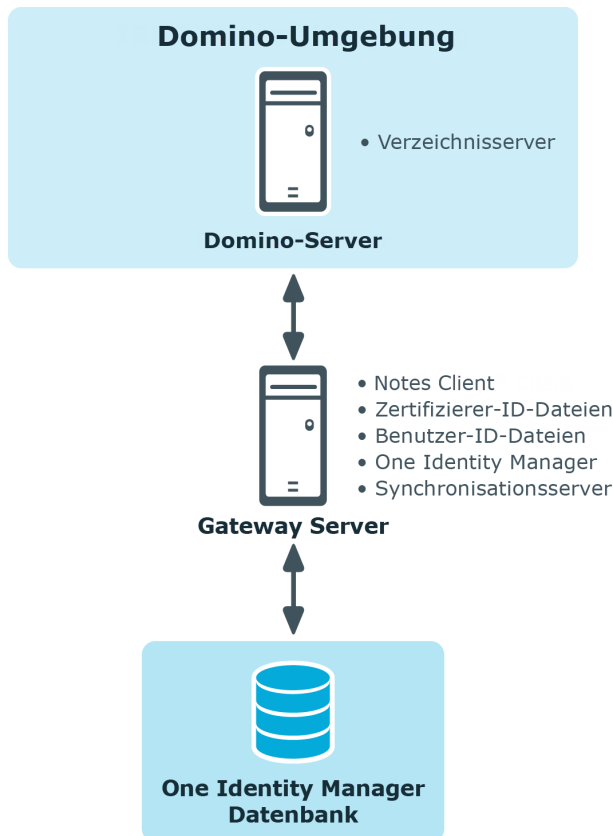 Domino-Umgebung
• Verzeichnisserver
Domino-Server
• Notes Client
• Zertifizierer-ID-Dateien
• Benutzer-ID-Dateien
• One Identity Manager
• Synchronisationsserver
Gateway Server
One Identity Manager
Datenbank